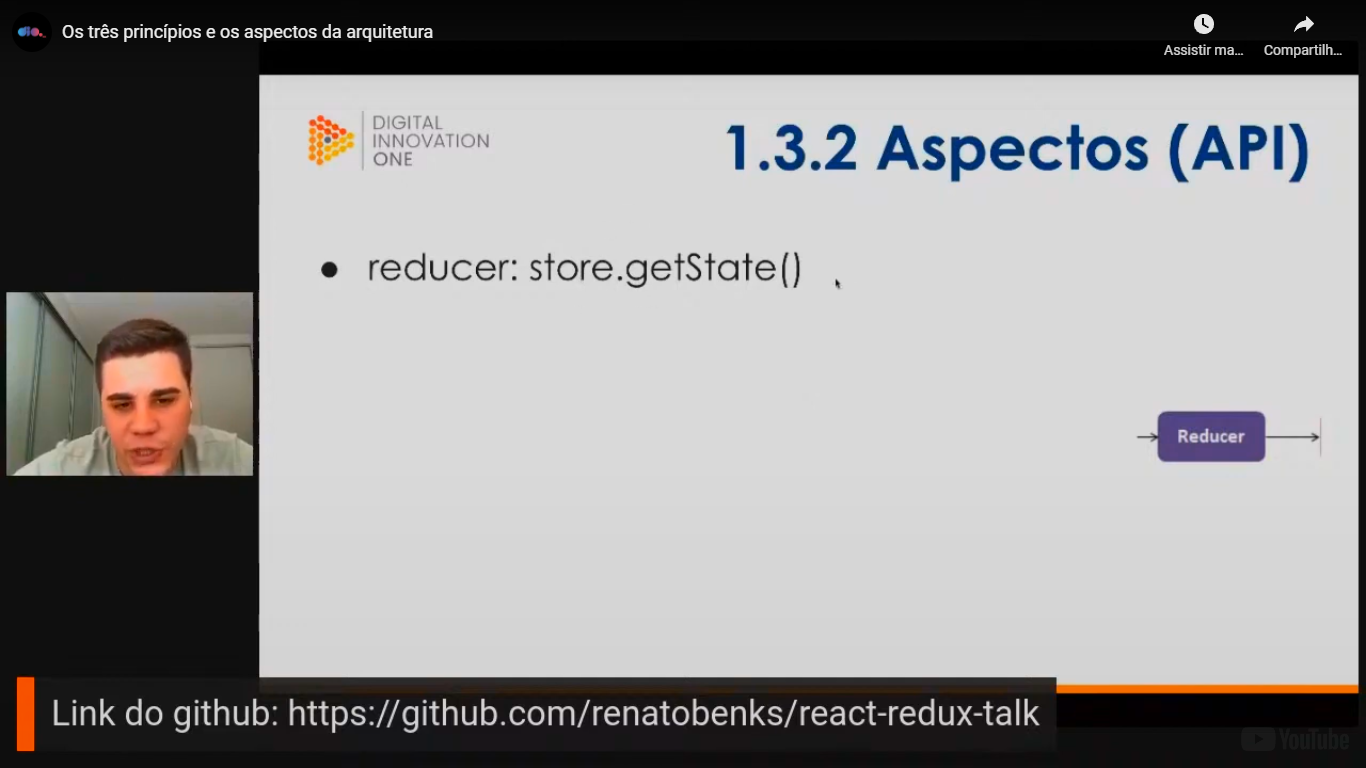 Os três princípios e os aspectos da arquitetura
Assistir ma...
Compartilh...
DIGITAL
INNOVATION
ONE
1.3.2 Aspectos (API)
● reducer: store.getState()
Reducer
Link do github: https://github.com/renatobenks/react-redux-talk
YouTube